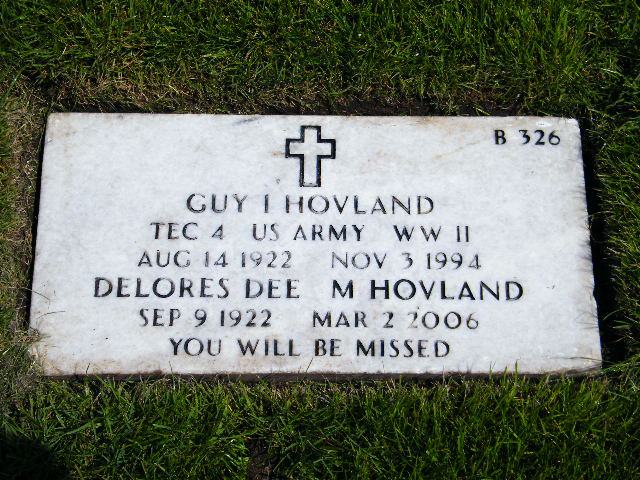 B 326
GUY I HOVLAND
TEC 4 US ARMY WW II
AUG 14 1922 NOV 3 1994
DELORES DEE M HOVLAND
SEP 9 1922 MAR 2 2006
YOU WILL BE MISSED